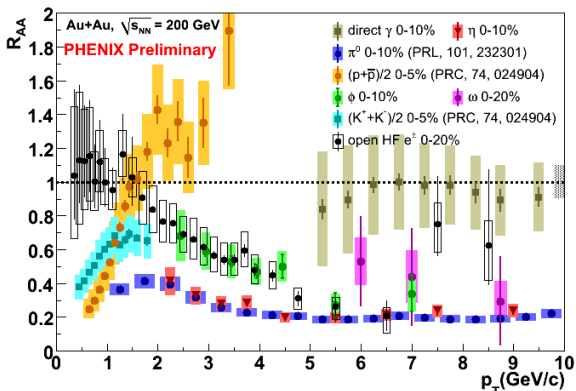 Au+Au, √sNN = 200 GeV
PHENIX Preliminary
direct γ 0-10%
η 0-10%
π⁰ 0-10% (PRL, 101, 232301)
(p+p̅)/2 0-5% (PRC, 74, 024904)
ϕ 0-10%
ω 0-20%
(K⁺+K⁻)/2 0-5% (PRC, 74, 024904)
open HF e± 0-20%
RAA
2
1.8
1.6
1.4
1.2
1
0.8
0.6
0.4
0.2
0
0 1 2 3 4 5 6 7 8 9 10
pT(GeV/c)